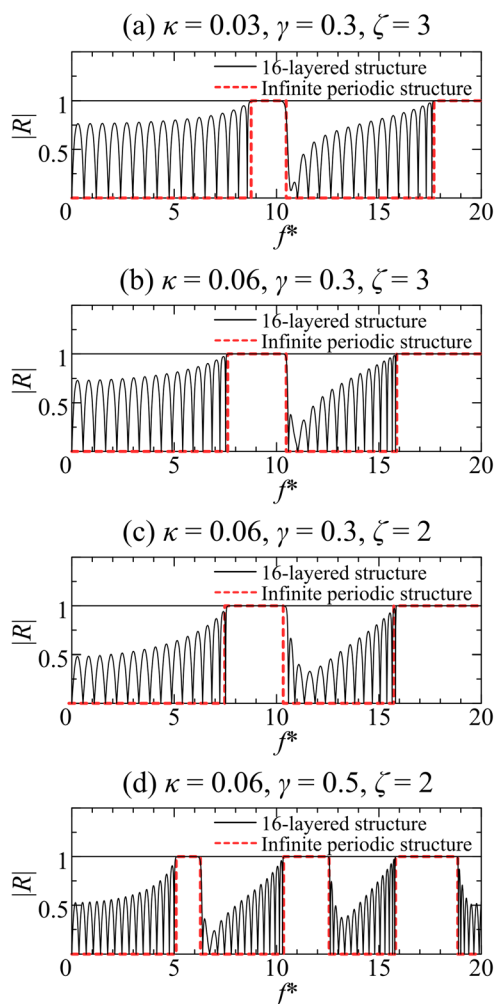 (a) κ = 0.03, γ = 0.3, ζ = 3
16-layered structure
Infinite periodic structure
|R|
1
0.5
0 5 10 15 20
f*
(b) κ = 0.06, γ = 0.3, ζ = 3
16-layered structure
Infinite periodic structure
|R|
1
0.5
0 5 10 15 20
f*
(c) κ = 0.06, γ = 0.3, ζ = 2
16-layered structure
Infinite periodic structure
|R|
1
0.5
0 5 10 15 20
f*
(d) κ = 0.06, γ = 0.5, ζ = 2
16-layered structure
Infinite periodic structure
|R|
1
0.5
0 5 10 15 20
f*